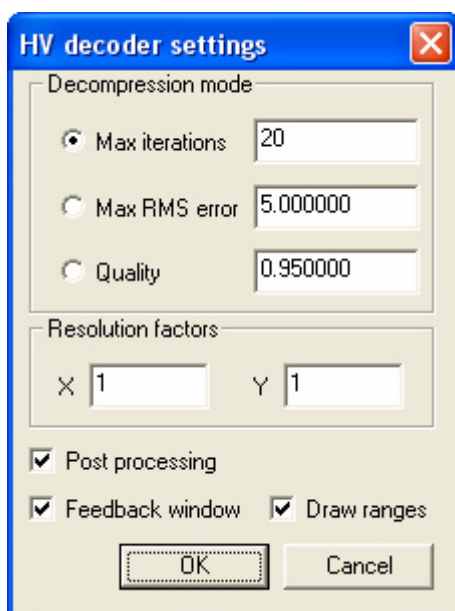 HV decoder settings
Decompression mode
Max iterations 20
Max RMS error 5.000000
Quality 0.950000
Resolution factors
X 1 Y 1
Post processing
Feedback window Draw ranges
OK Cancel